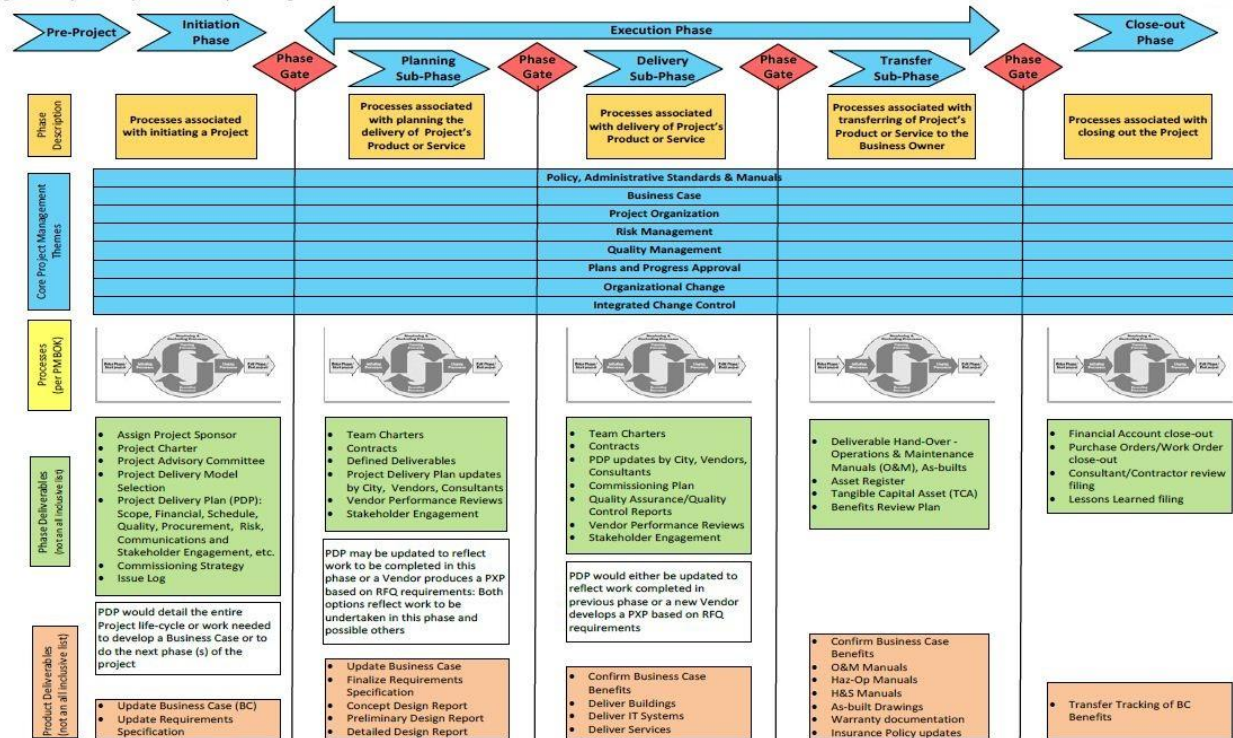 Pre-Project
Initiation
Phase
Execution Phase
Close-out
Phase
Phase
Gate
Planning
Sub-Phase
Phase
Gate
Delivery
Sub-Phase
Phase
Gate
Transfer
Sub-Phase
Phase
Gate
Phase
Description
Processes associated
with initiating a Project
Processes associated
with planning the
delivery of Project's
Product or Service
Processes associated
with delivery of Project's
Product or Service
Processes associated with
transferring of Project's
Product or Service to the
Business Owner
Processes associated with
closing out the Project
Core Project Management
Themes
Policy, Administrative Standards & Manuals
Business Case
Project Organization
Risk Management
Quality Management
Plans and Progress Approval
Organizational Change
Integrated Change Control
Processes
(per PMBOK)
Phase Deliverables
(not an all inclusive list)
• Assign Project Sponsor
• Project Charter
• Project Advisory Committee
• Project Delivery Model
Selection
• Project Delivery Plan (PDP):
Scope, Financial, Schedule,
Quality, Procurement, Risk,
Communications and
Stakeholder Engagement, etc.
• Commissioning Strategy
• Issue Log
PDP would detail the entire
Project life-cycle or work needed
to develop a Business Case or to
do the next phase (s) of the
project
• Team Charters
• Contracts
• Defined Deliverables
• Project Delivery Plan updates
by City, Vendors, Consultants
• Vendor Performance Reviews
• Stakeholder Engagement
PDP may be updated to reflect
work to be completed in this
phase or a Vendor produces a PXP
based on RFQ requirements: Both
options reflect work to be
undertaken in this phase and
possible others
• Team Charters
• Contracts
• PDP updates by City, Vendors,
Consultants
• Commissioning Plan
• Quality Assurance/Quality
Control Reports
• Vendor Performance Reviews
• Stakeholder Engagement
PDP would either be updated to
reflect work completed in
previous phase or a new Vendor
develops a PXP based on RFQ
requirements
• Deliverable Hand-Over -
Operations & Maintenance
Manuals (O&M), As-builts
• Asset Register
• Tangible Capital Asset (TCA)
• Benefits Review Plan
• Financial Account close-out
• Purchase Orders/Work Order
close-out
• Consultant/Contractor review
filing
• Lessons Learned filing
Product Deliverables
(not an all inclusive list)
• Update Business Case (BC)
• Update Requirements
Specification
• Update Business Case
• Finalize Requirements
Specification
• Concept Design Report
• Preliminary Design Report
• Detailed Design Report
• Confirm Business Case
Benefits
• Deliver Buildings
• Deliver IT Systems
• Deliver Services
• Confirm Business Case
Benefits
• O&M Manuals
• Haz-Op Manuals
• H&S Manuals
• As-built Drawings
• Warranty documentation
• Insurance Policy updates
• Transfer Tracking of BC
Benefits